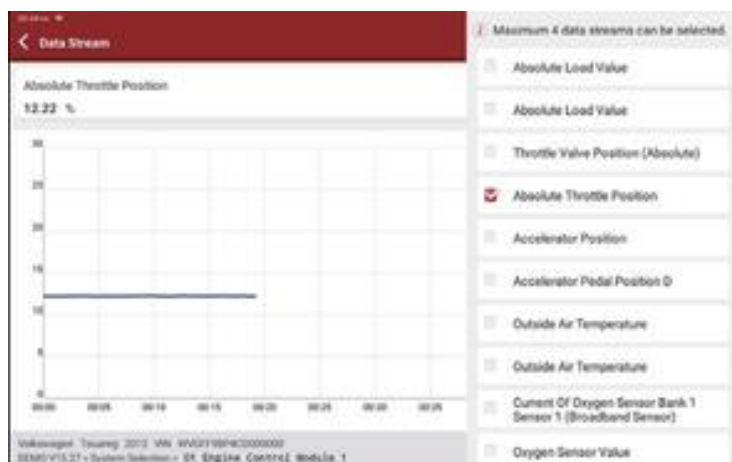 Data Stream
Absolute Throttle Position
12.22 %
30
25
20
15
10
5
0
00:00 00:05 00:10 00:15 00:20 00:25 00:30 00:35
Volkswagen Touareg 2012 VIN
DEMO V15.27 > System Selection > 01 Engine Control Module 1
Maximum 4 data streams can be selected.
Absolute Load Value
Absolute Load Value
Throttle Valve Position (Absolute)
Absolute Throttle Position
Accelerator Position
Accelerator Pedal Position D
Outside Air Temperature
Outside Air Temperature
Current Of Oxygen Sensor Bank 1
Sensor 1 (Broadband Sensor)
Oxygen Sensor Value